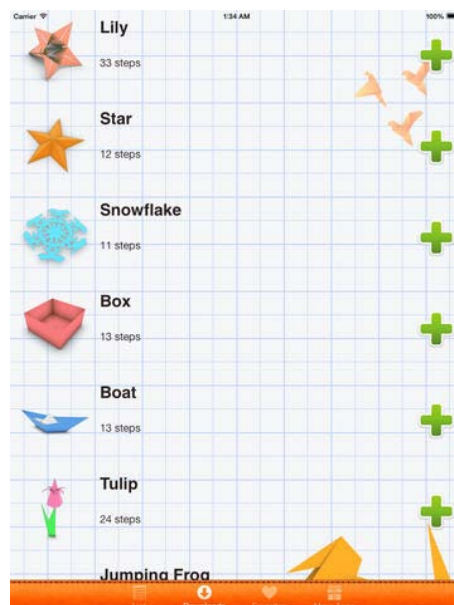 Carrier 1:34 AM 100%
Lily
33 steps
Star
12 steps
Snowflake
11 steps
Box
13 steps
Boat
13 steps
Tulip
24 steps
Jumping Frog